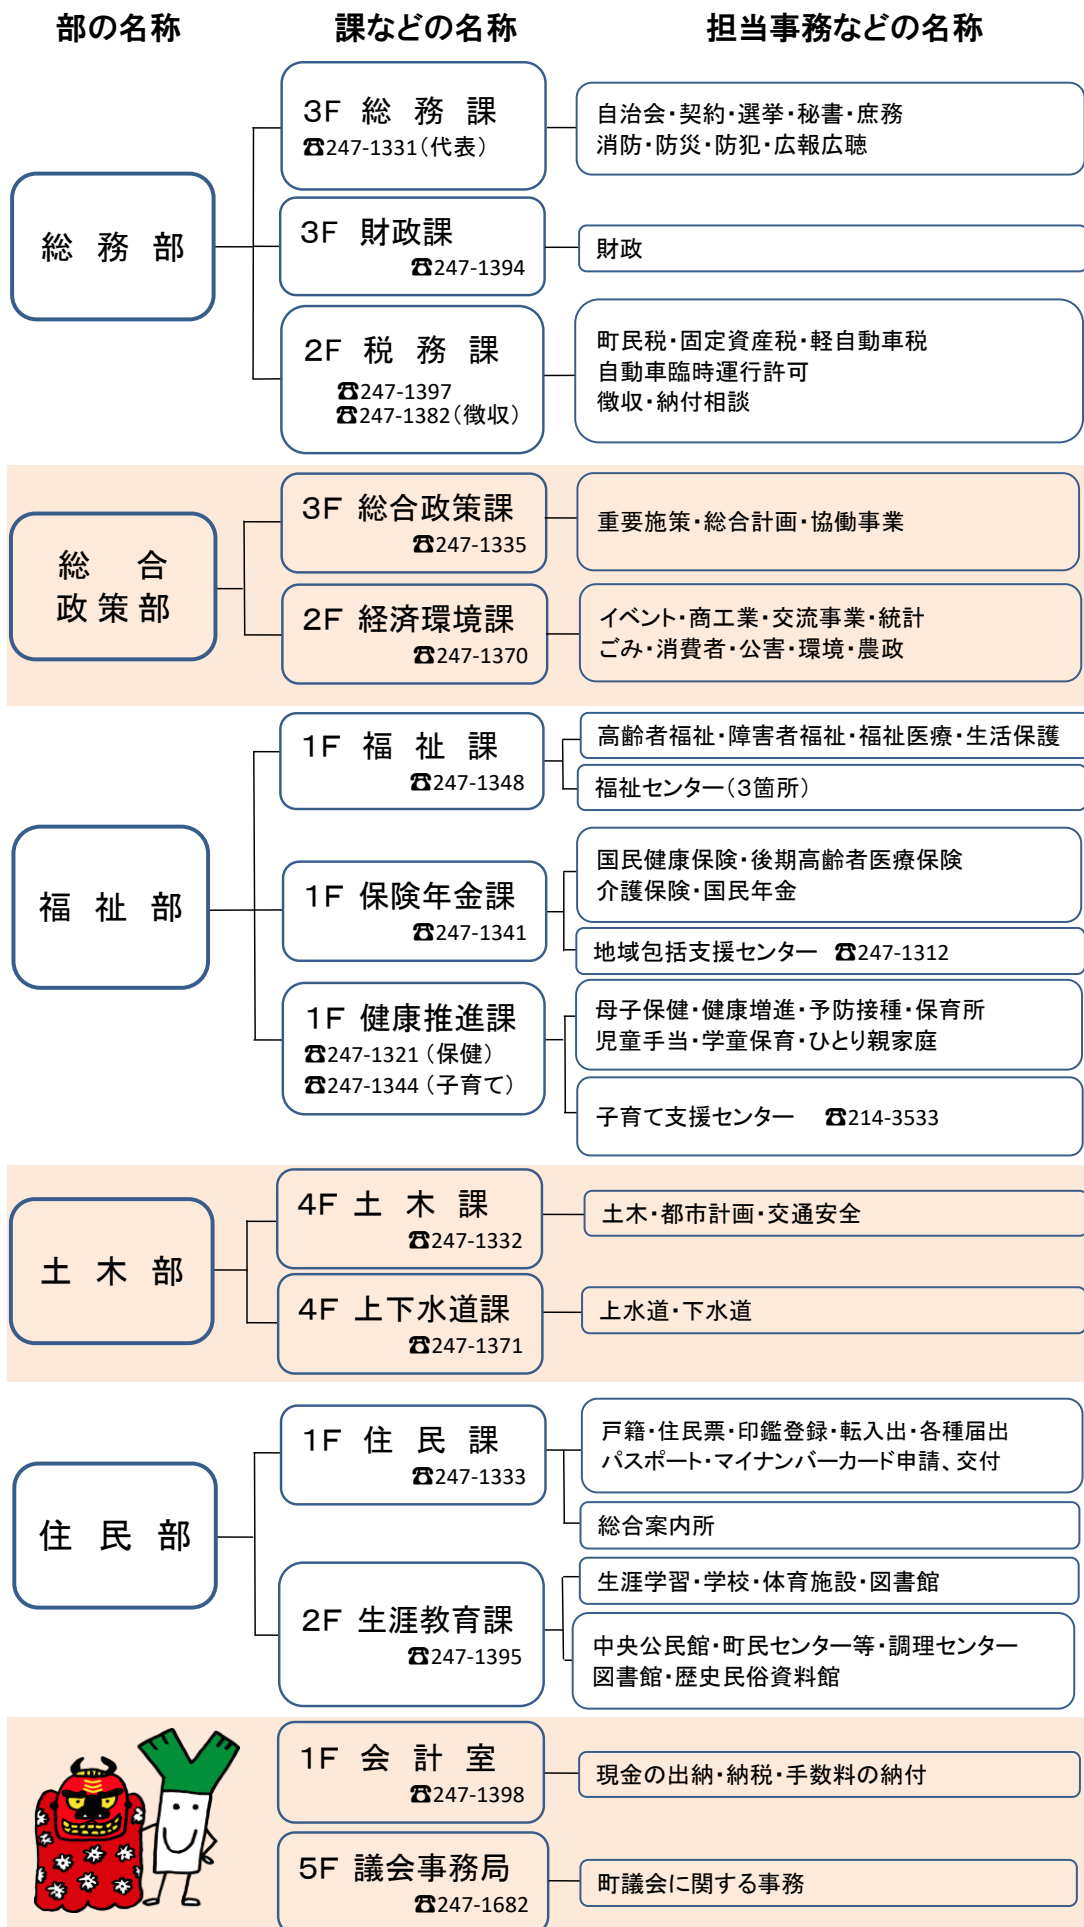 部の名称 課などの名称 担当事務などの名称
総務部
3F 総務課
☎247-1331(代表)
自治会・契約・選挙・秘書・庶務
消防・防災・防犯・広報広聴
3F 財政課
☎247-1394
財政
2F 税務課
☎247-1397
☎247-1382(徴収)
町民税・固定資産税・軽自動車税
自動車臨時運行許可
徴収・納付相談
総合
政策部
3F 総合政策課
☎247-1335
重要施策・総合計画・協働事業
2F 経済環境課
☎247-1370
イベント・商工業・交流事業・統計
ごみ・消費者・公害・環境・農政
福祉部
1F 福祉課
☎247-1348
高齢者福祉・障害者福祉・福祉医療・生活保護
福祉センター(3箇所)
1F 保険年金課
☎247-1341
国民健康保険・後期高齢者医療保険
介護保険・国民年金
地域包括支援センター ☎247-1312
1F 健康推進課
☎247-1321(保健)
☎247-1344(子育て)
母子保健・健康増進・予防接種・保育所
児童手当・学童保育・ひとり親家庭
子育て支援センター ☎214-3533
土木部
4F 土木課
☎247-1332
土木・都市計画・交通安全
4F 上下水道課
☎247-1371
上水道・下水道
住民部
1F 住民課
☎247-1333
戸籍・住民票・印鑑登録・転入出・各種届出
パスポート・マイナンバーカード申請、交付
総合案内所
2F 生涯教育課
☎247-1395
生涯学習・学校・体育施設・図書館
中央公民館・町民センター等・調理センター
図書館・歴史民俗資料館
1F 会計室
☎247-1398
現金の出納・納税・手数料の納付
5F 議会事務局
☎247-1682
町議会に関する事務